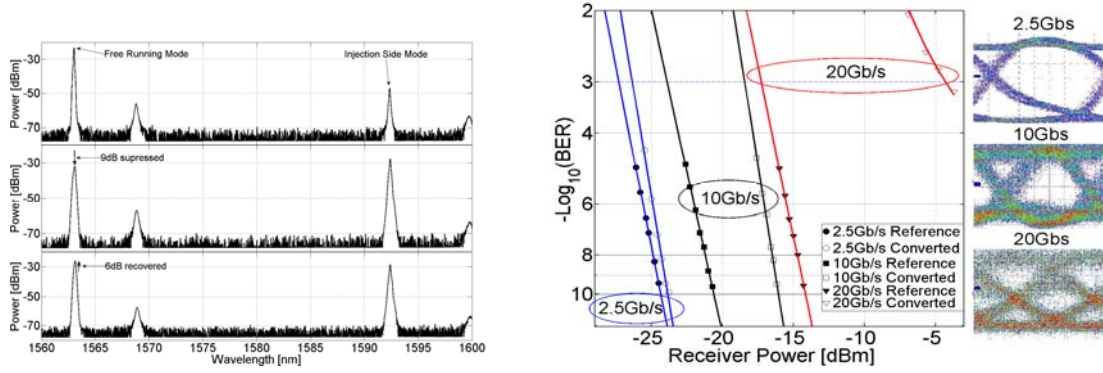 Free Running Mode
Injection Side Mode
-30
-50
-70
Power [dBm]
9dB supressed
-30
-50
-70
Power [dBm]
6dB recovered
-30
-50
-70
Power [dBm]
1560 1565 1570 1575 1580 1585 1590 1595 1600
Wavelength [nm]
2
3
4
6
8
10
-Log10(BER)
20Gb/s
10Gb/s
2.5Gb/s
2.5Gb/s Reference
2.5Gb/s Converted
10Gb/s Reference
10Gb/s Converted
20Gb/s Reference
20Gb/s Converted
-25 -20 -15 -10 -5
Receiver Power [dBm]
2.5Gbs
10Gbs
20Gbs